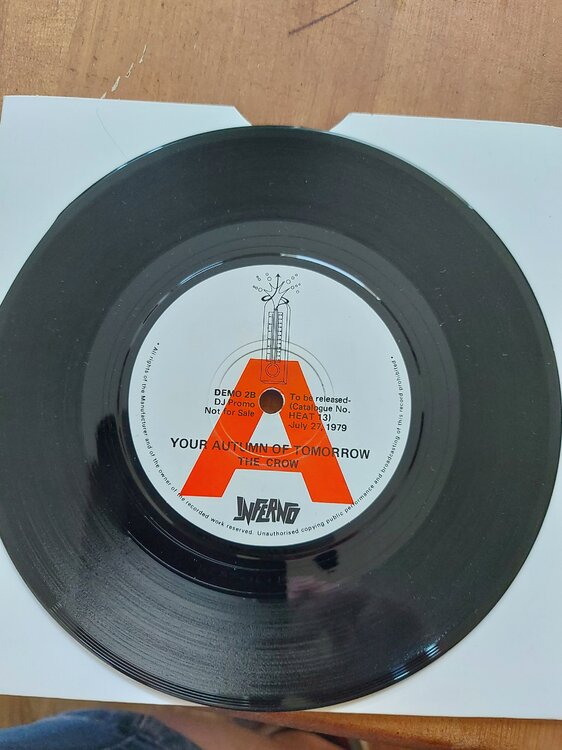 DEMO 2B
DJ Promo
Not for Sale
To be released-
(Catalogue No.
HEAT 13)
July 27, 1979
A
YOUR AUTUMN OF TOMORROW
THE CROW
INFERNO
• All rights of the Manufacturer and of the owner of the recorded work reserved. Unauthorised copying public performance and broadcasting of this record prohibited •